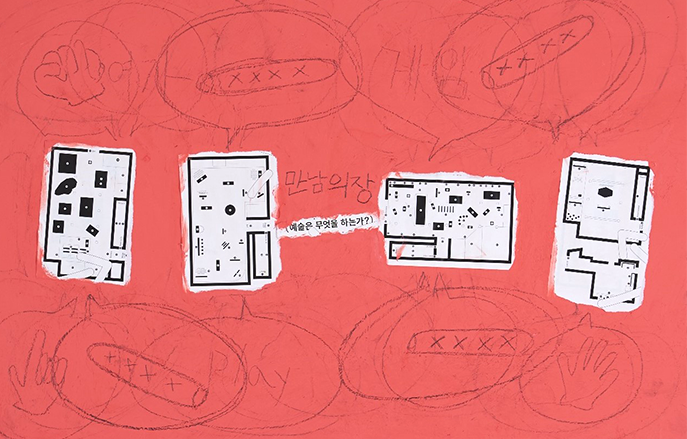 × × × ×
게임
× × × ×
만남의장
(예술은 무엇을 하는가?)
+ + + +
Play
× × × ×